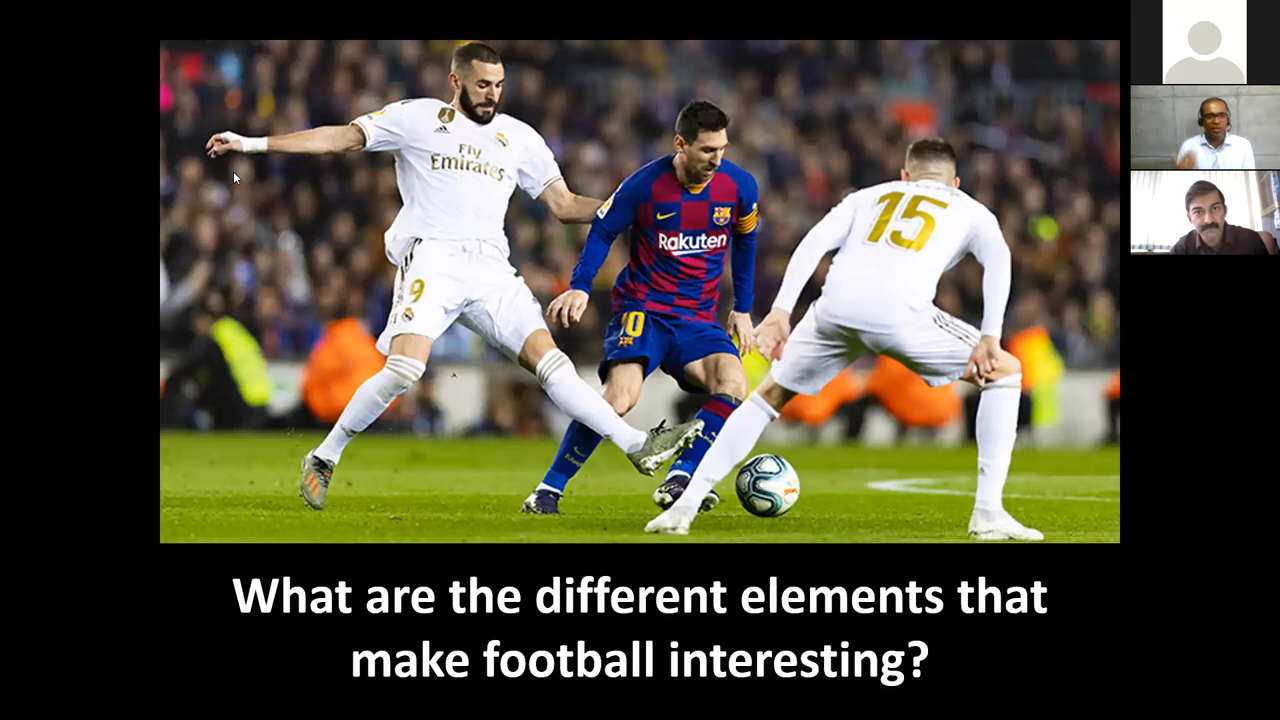 Fly
Emirates
9
Rakuten
10
15
What are the different elements that
make football interesting?